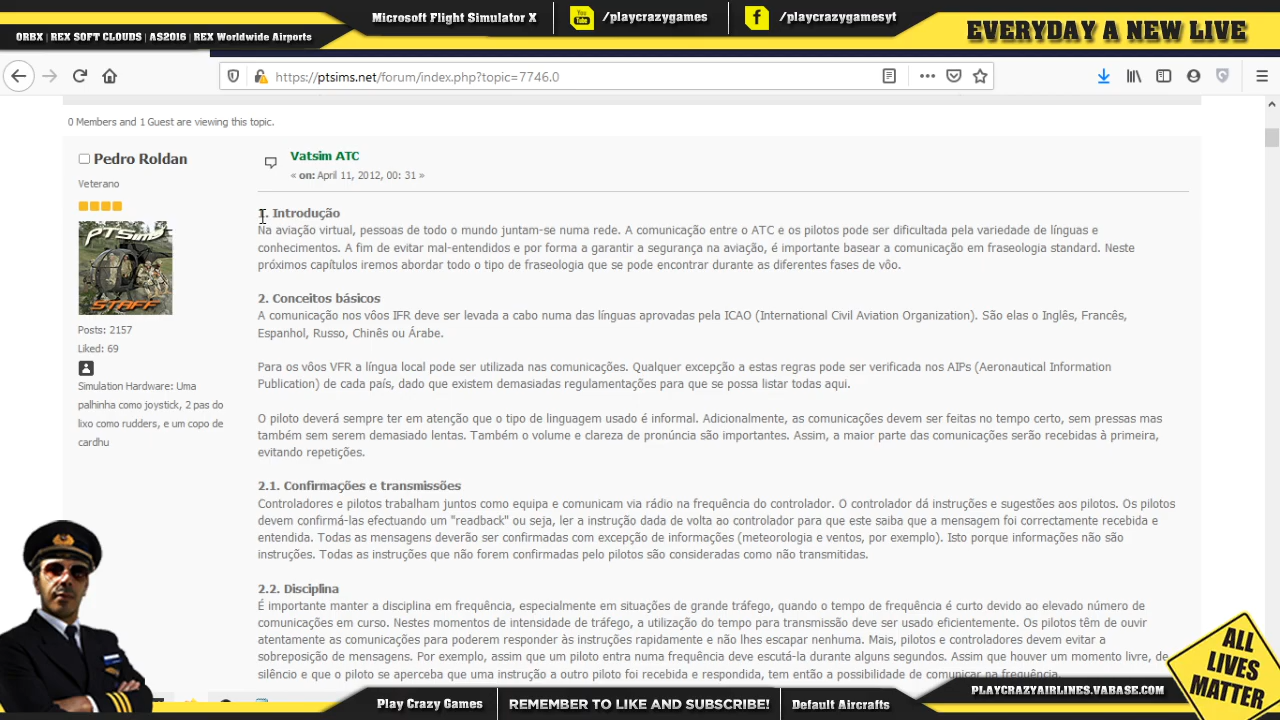 Microsoft Flight Simulator X
You Tube /playcrazygames
f /playcrazygamesyt
EVERYDAY A NEW LIVE
ORBX | REX SOFT CLOUDS | AS2016 | REX Worldwide Airports
https://ptsims.net/forum/index.php?topic=7746.0
0 Members and 1 Guest are viewing this topic.
Pedro Roldan
Veterano
PTSims
STAFF
Posts: 2157
Liked: 69
Simulation Hardware: Uma
palhinha como joystick, 2 pas do
lixo como rudders, e um copo de
cardhu
Vatsim ATC
« on: April 11, 2012, 00: 31 »
1. Introdução
Na aviação virtual, pessoas de todo o mundo juntam-se numa rede. A comunicação entre o ATC e os pilotos pode ser dificultada pela variedade de línguas e
conhecimentos. A fim de evitar mal-entendidos e por forma a garantir a segurança na aviação, é importante basear a comunicação em fraseologia standard. Neste
próximos capítulos iremos abordar todo o tipo de fraseologia que se pode encontrar durante as diferentes fases de vôo.
2. Conceitos básicos
A comunicação nos vôos IFR deve ser levada a cabo numa das línguas aprovadas pela ICAO (International Civil Aviation Organization). São elas o Inglês, Francês,
Espanhol, Russo, Chinês ou Árabe.
Para os vôos VFR a língua local pode ser utilizada nas comunicações. Qualquer excepção a estas regras pode ser verificada nos AIPs (Aeronautical Information
Publication) de cada país, dado que existem demasiadas regulamentações para que se possa listar todas aqui.
O piloto deverá sempre ter em atenção que o tipo de linguagem usado é informal. Adicionalmente, as comunicações devem ser feitas no tempo certo, sem pressas mas
também sem serem demasiado lentas. Também o volume e clareza de pronúncia são importantes. Assim, a maior parte das comunicações serão recebidas à primeira,
evitando repetições.
2.1. Confirmações e transmissões
Controladores e pilotos trabalham juntos como equipa e comunicam via rádio na frequência do controlador. O controlador dá instruções e sugestões aos pilotos. Os pilotos
devem confirmá-las efectuando um "readback" ou seja, ler a instrução dada de volta ao controlador para que este saiba que a mensagem foi correctamente recebida e
entendida. Todas as mensagens deverão ser confirmadas com excepção de informações (meteorologia e ventos, por exemplo). Isto porque informações não são
instruções. Todas as instruções que não forem confirmadas pelo pilotos são consideradas como não transmitidas.
2.2. Disciplina
É importante manter a disciplina em frequência, especialmente em situações de grande tráfego, quando o tempo de frequência é curto devido ao elevado número de
comunicações em curso. Nestes momentos de intensidade de tráfego, a utilização do tempo para transmissão deve ser usado eficientemente. Os pilotos têm de ouvir
atentamente as comunicações para poderem responder às instruções rapidamente e não lhes escapar nenhuma. Mais, pilotos e controladores devem evitar a
sobreposição de mensagens. Por exemplo, assim que um piloto entra numa frequência deve escutá-la durante alguns segundos. Assim que houver um momento livre, de
silêncio e que o piloto se aperceba que uma instrução a outro piloto foi recebida e respondida, tem então a possibilidade de comunicar na frequência.
ALL
LIVES
MATTER
Play Crazy Games
REMEMBER TO LIKE AND SUBSCRIBE!
Default Aircrafts
PLAYCRAZYAIRLINES.VABASE.COM